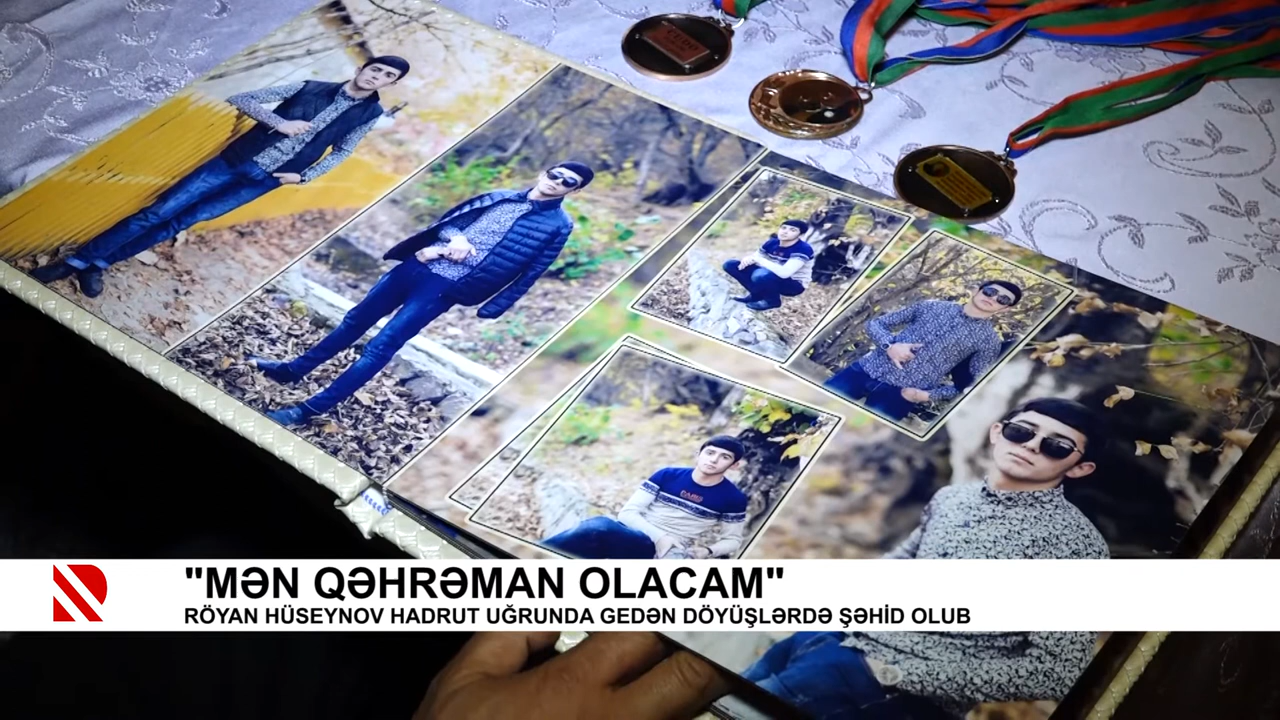 "MƏN QƏHRƏMAN OLACAM"
RÖYAN HÜSEYNOV HADRUT UĞRUNDA GEDƏN DÖYÜŞLƏRDƏ ŞƏHİD OLUB